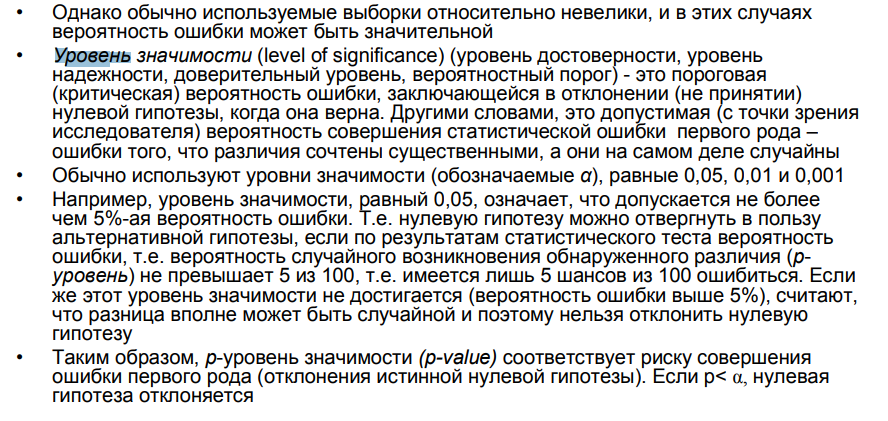 • Однако обычно используемые выборки относительно невелики, и в этих случаях
вероятность ошибки может быть значительной
• Уровень значимости (level of significance) (уровень достоверности, уровень
надежности, доверительный уровень, вероятностный порог) - это пороговая
(критическая) вероятность ошибки, заключающейся в отклонении (не принятии)
нулевой гипотезы, когда она верна. Другими словами, это допустимая (с точки зрения
исследователя) вероятность совершения статистической ошибки первого рода –
ошибки того, что различия сочтены существенными, а они на самом деле случайны
• Обычно используют уровни значимости (обозначаемые α), равные 0,05, 0,01 и 0,001
• Например, уровень значимости, равный 0,05, означает, что допускается не более
чем 5%-ая вероятность ошибки. Т.е. нулевую гипотезу можно отвергнуть в пользу
альтернативной гипотезы, если по результатам статистического теста вероятность
ошибки, т.е. вероятность случайного возникновения обнаруженного различия (p-
уровень) не превышает 5 из 100, т.е. имеется лишь 5 шансов из 100 ошибиться. Если
же этот уровень значимости не достигается (вероятность ошибки выше 5%), считают,
что разница вполне может быть случайной и поэтому нельзя отклонить нулевую
гипотезу
• Таким образом, p-уровень значимости (p-value) соответствует риску совершения
ошибки первого рода (отклонения истинной нулевой гипотезы). Если p< α, нулевая
гипотеза отклоняется